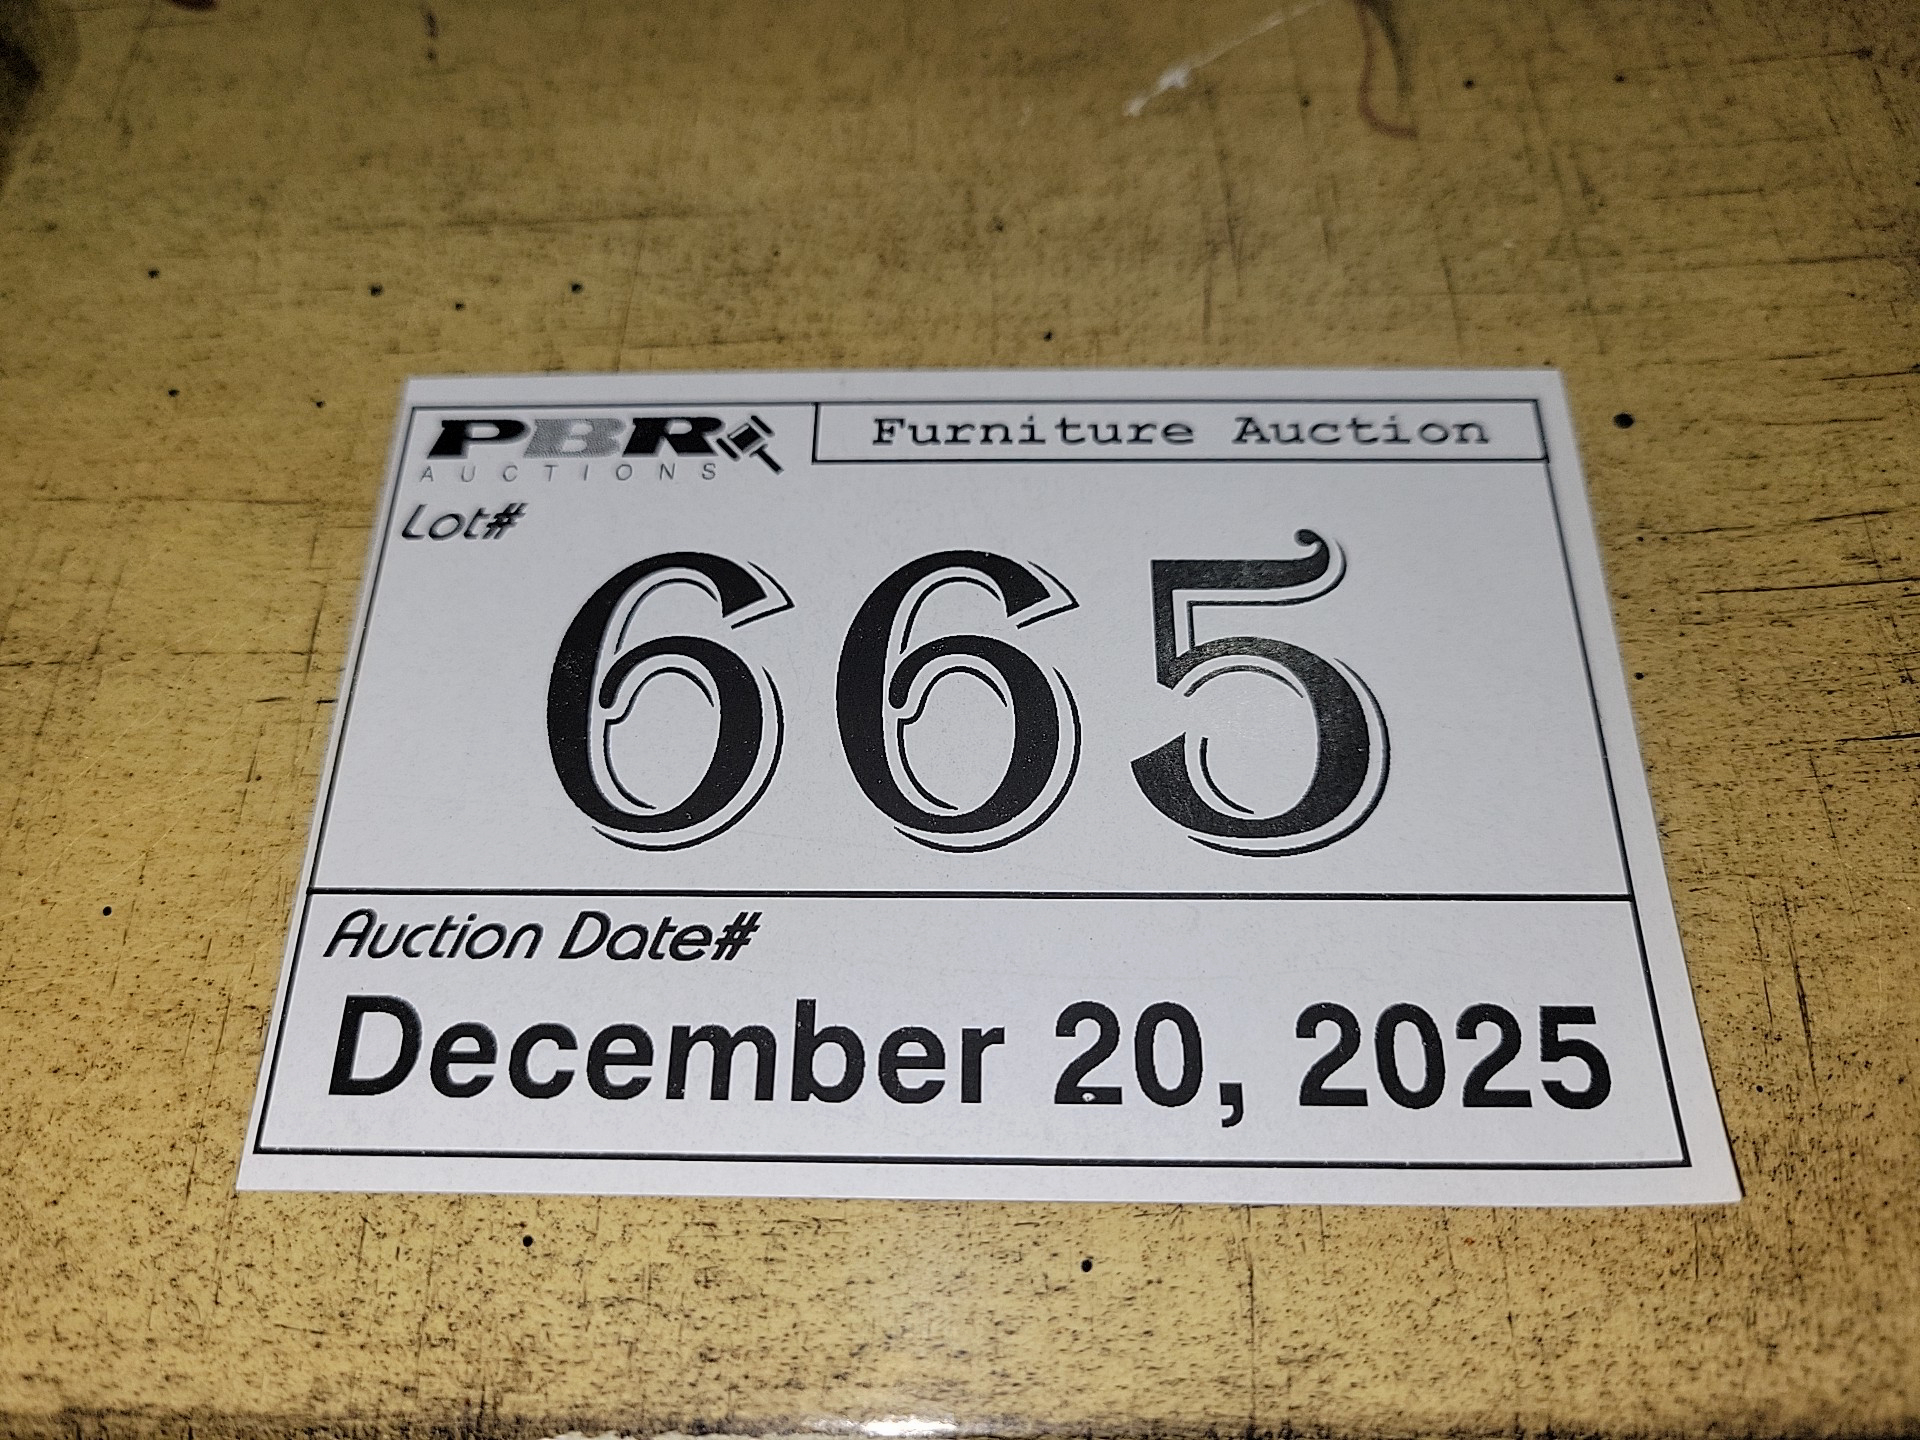 PBR
AUCTIONS
Furniture Auction
Lot#
665
Auction Date#
December 20, 2025